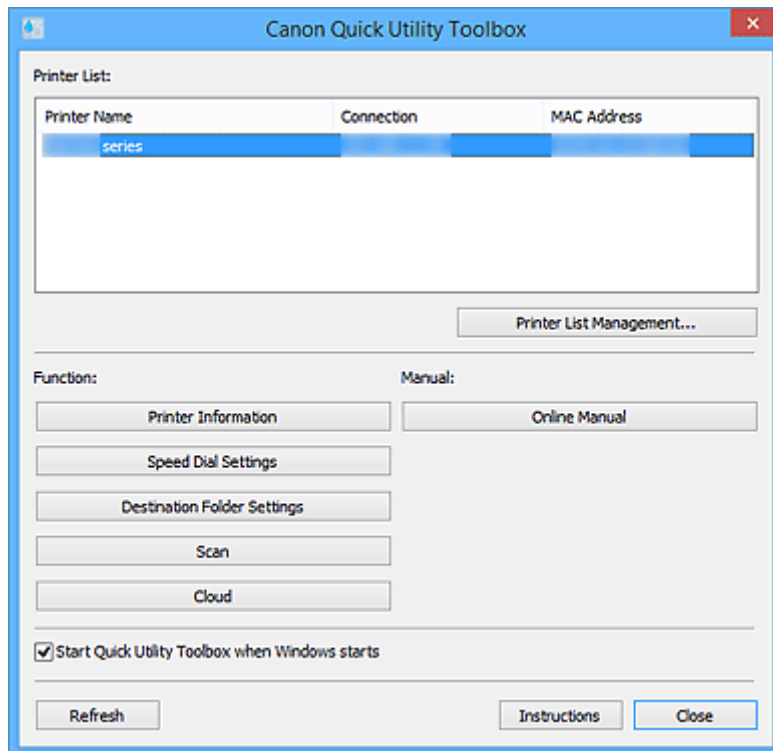 Canon Quick Utility Toolbox
Printer List:
Printer Name Connection MAC Address
series
Printer List Management...
Function: Manual:
Printer Information Online Manual
Speed Dial Settings
Destination Folder Settings
Scan
Cloud
Start Quick Utility Toolbox when Windows starts
Refresh Instructions Close